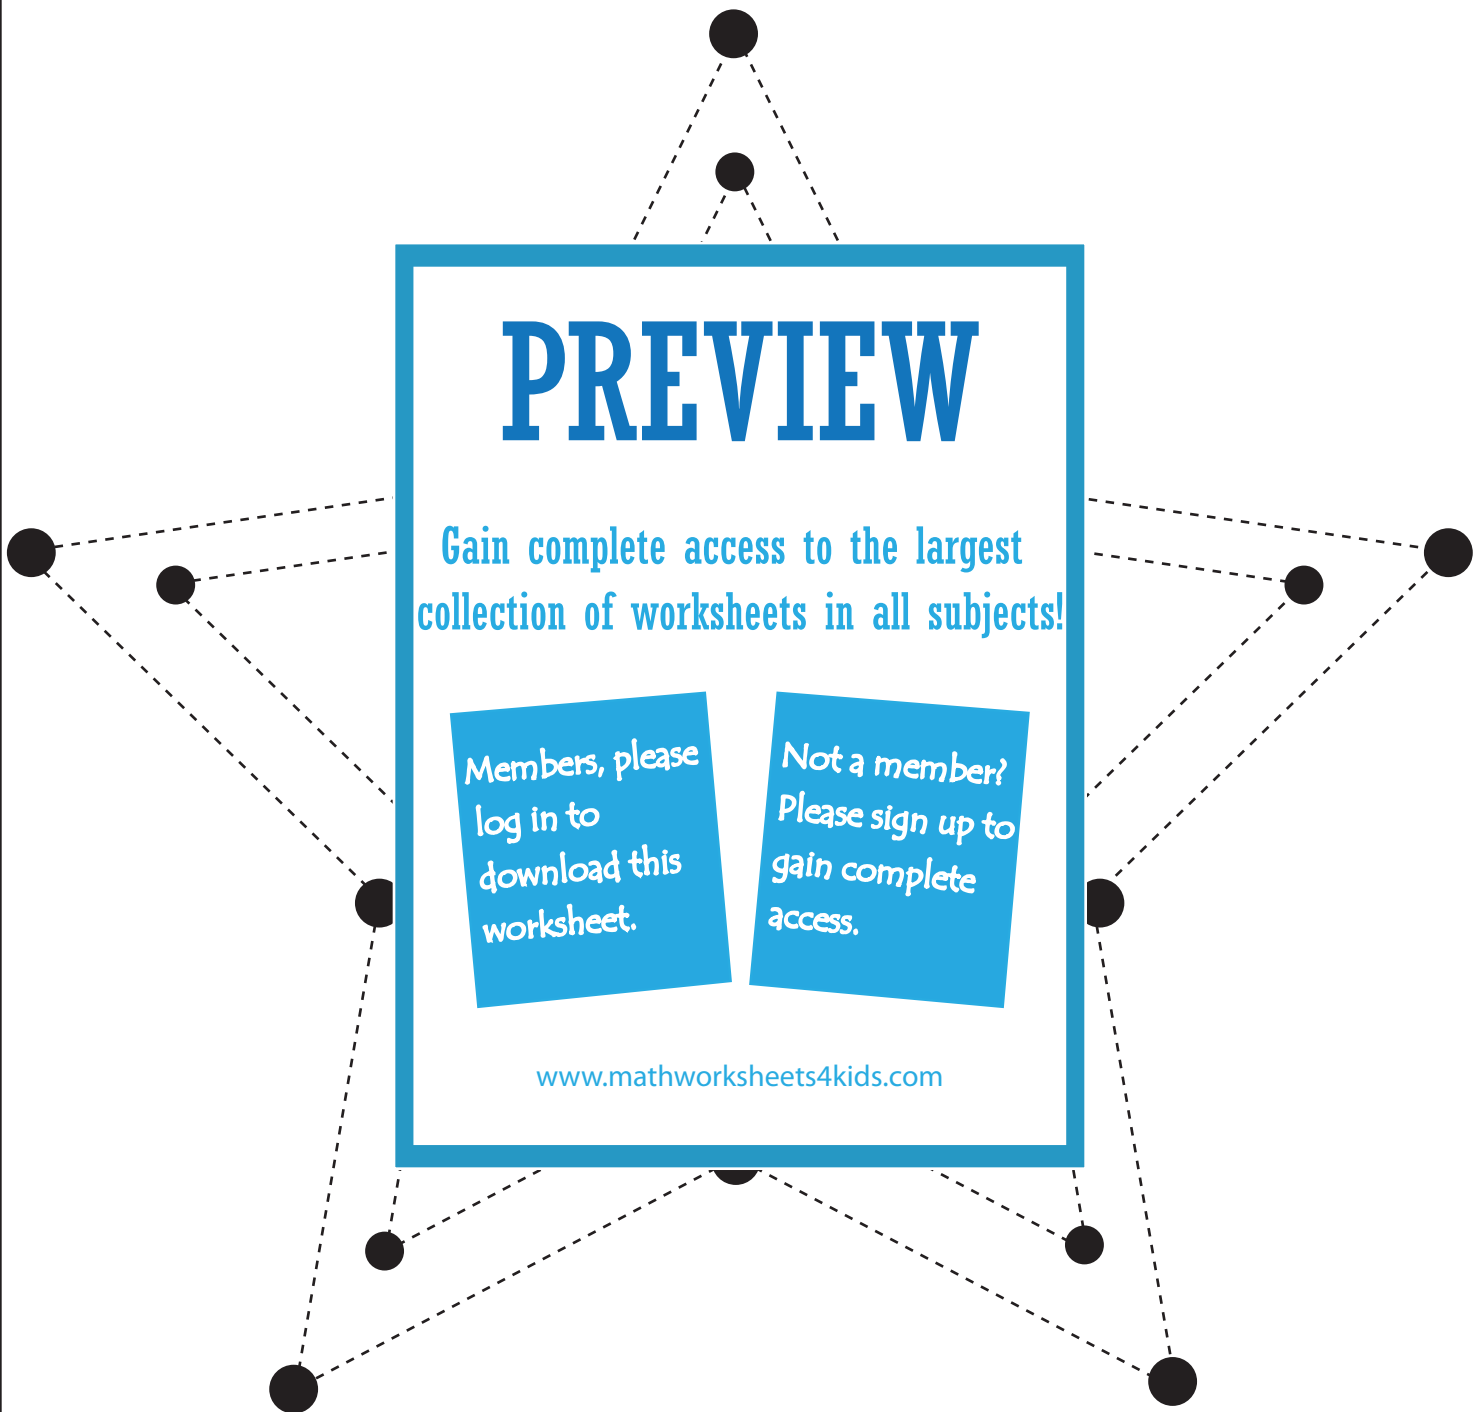 PREVIEW
Gain complete access to the largest
collection of worksheets in all subjects!
Members, please
log in to
download this
worksheet.
Not a member?
Please sign up to
gain complete
access.
www.mathworksheets4kids.com